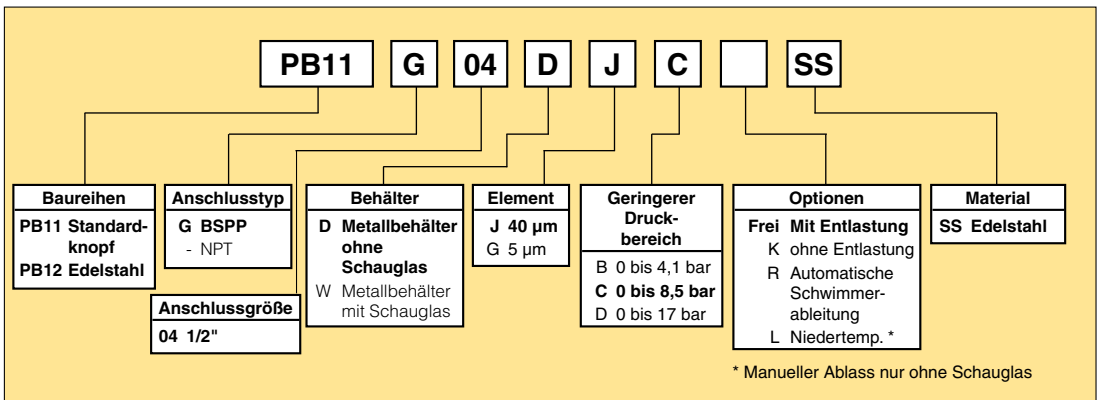 PB11 G 04 D J C SS
Baureihen
PB11 Standard-
knopf
PB12 Edelstahl
Anschlusstyp
G BSPP
- NPT
Anschlussgröße
04 1/2"
Behälter
D Metallbehälter
ohne
Schauglas
W Metallbehälter
mit Schauglas
Element
J 40 µm
G 5 µm
Geringerer
Druck-
bereich
B 0 bis 4,1 bar
C 0 bis 8,5 bar
D 0 bis 17 bar
Optionen
Frei Mit Entlastung
K ohne Entlastung
R Automatische
Schwimmer-
ableitung
L Niedertemp. *
Material
SS Edelstahl
* Manueller Ablass nur ohne Schauglas